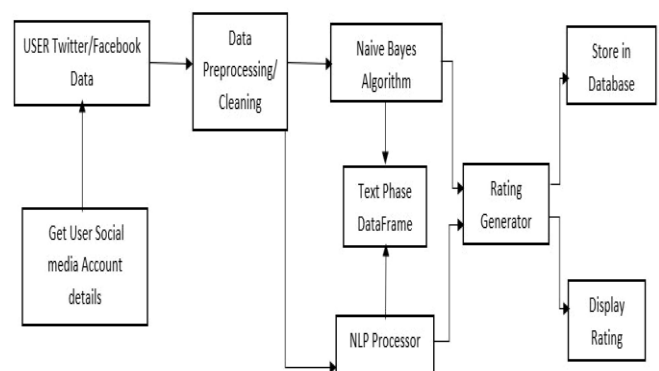 USER Twitter/Facebook
Data
Data
Preprocessing/
Cleaning
Naive Bayes
Algorithm
Store in
Database
Text Phase
DataFrame
Rating
Generator
Get User Social
media Account
details
NLP Processor
Display
Rating